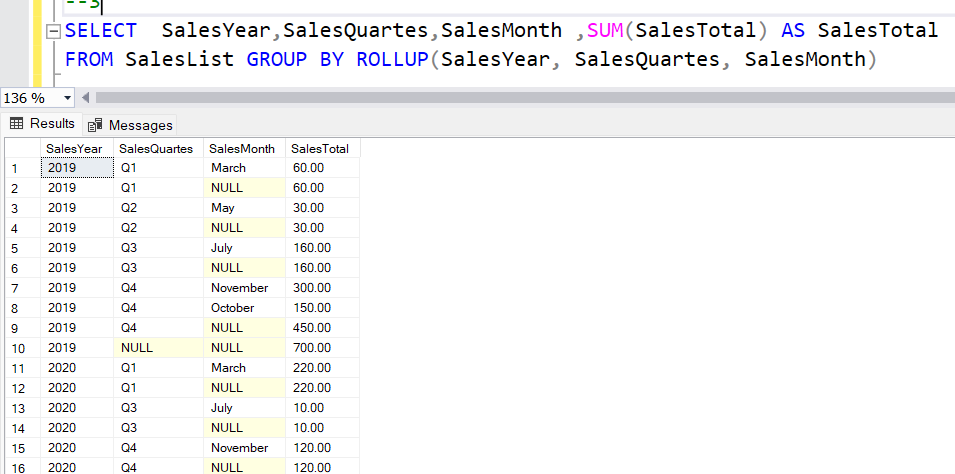 --3
SELECT  SalesYear,SalesQuartes,SalesMonth ,SUM(SalesTotal) AS SalesTotal
FROM SalesList GROUP BY ROLLUP(SalesYear, SalesQuartes, SalesMonth)
136 %
Results Messages
SalesYear SalesQuartes SalesMonth SalesTotal
1 2019 Q1 March 60.00
2 2019 Q1 NULL 60.00
3 2019 Q2 May 30.00
4 2019 Q2 NULL 30.00
5 2019 Q3 July 160.00
6 2019 Q3 NULL 160.00
7 2019 Q4 November 300.00
8 2019 Q4 October 150.00
9 2019 Q4 NULL 450.00
10 2019 NULL NULL 700.00
11 2020 Q1 March 220.00
12 2020 Q1 NULL 220.00
13 2020 Q3 July 10.00
14 2020 Q3 NULL 10.00
15 2020 Q4 November 120.00
16 2020 Q4 NULL 120.00